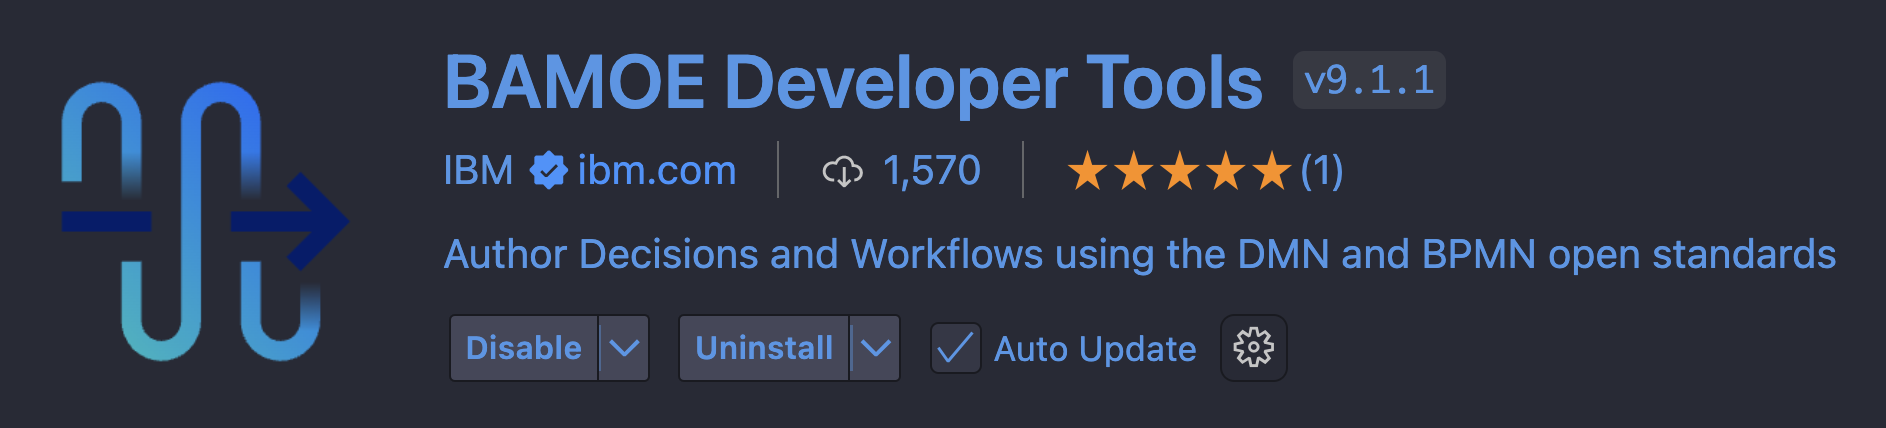 BAMOE Developer Tools v9.1.1
IBM ibm.com 1,570 (1)
Author Decisions and Workflows using the DMN and BPMN open standards
Disable Uninstall Auto Update